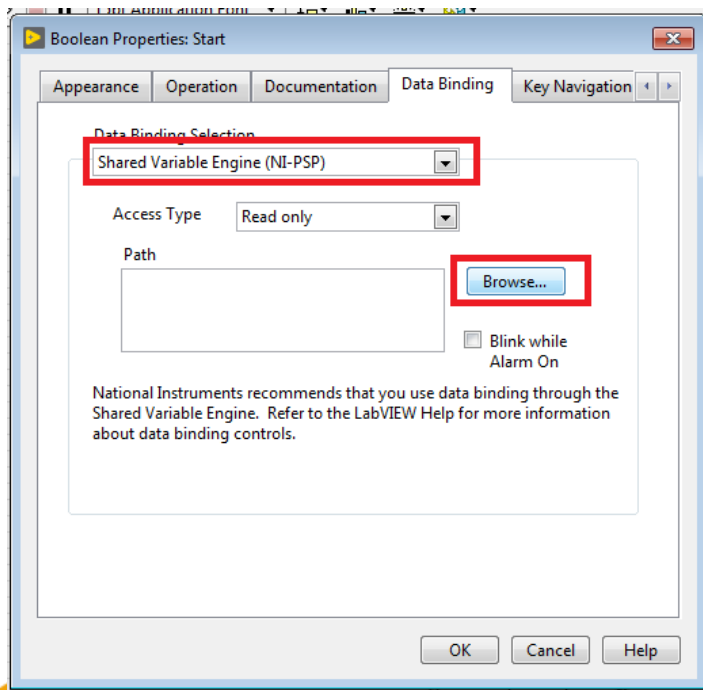 Boolean Properties: Start
Appearance Operation Documentation Data Binding Key Navigation
Data Binding Selection
Shared Variable Engine (NI-PSP)
Access Type Read only
Path
Browse...
Blink while
Alarm On
National Instruments recommends that you use data binding through the
Shared Variable Engine. Refer to the LabVIEW Help for more information
about data binding controls.
OK Cancel Help